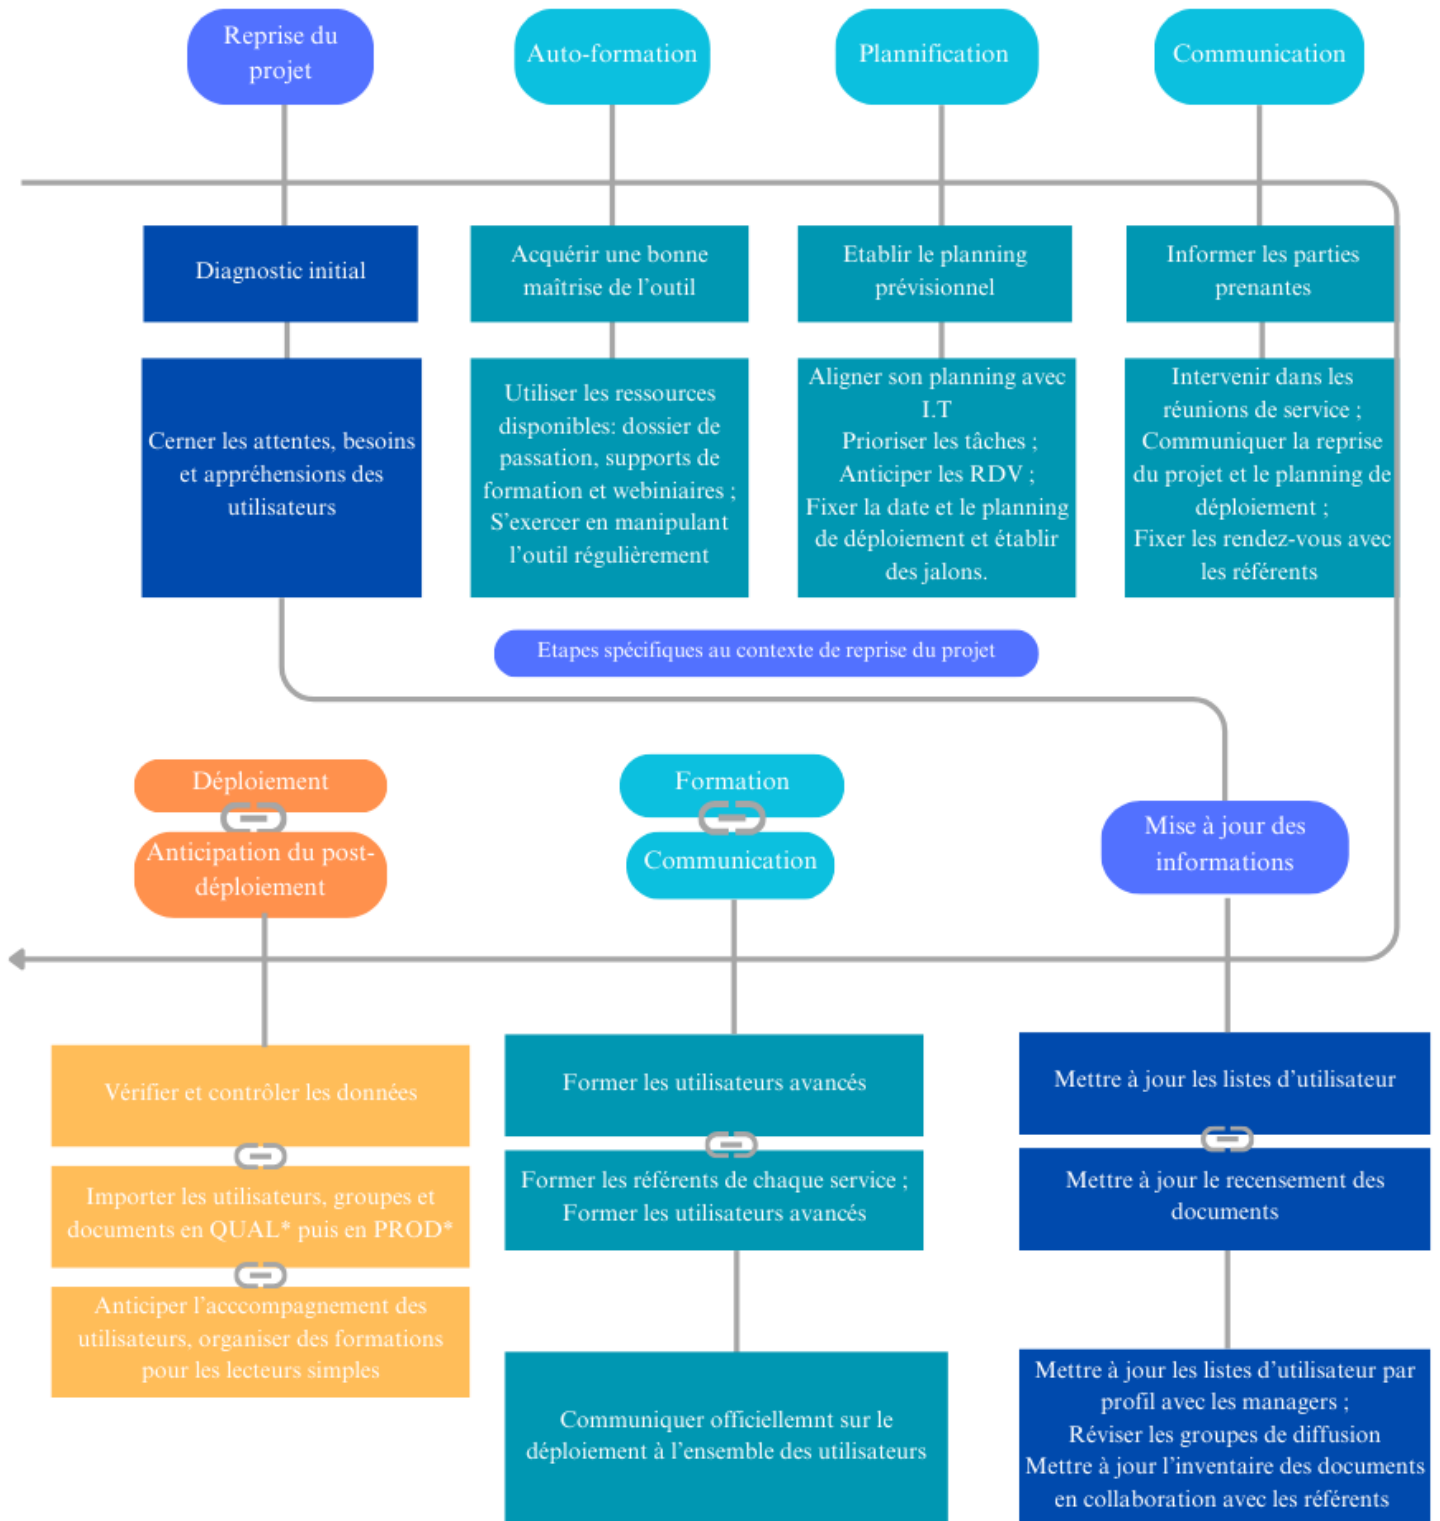 Reprise du
projet
Auto-formation
Plannification
Communication
Diagnostic initial
Acquérir une bonne
maîtrise de l'outil
Etablir le planning
prévisionnel
Informer les parties
prenantes
Cerner les attentes, besoins
et appréhensions des
utilisateurs
Utiliser les ressources
disponibles: dossier de
passation, supports de
formation et webiniaires ;
S'exercer en manipulant
l'outil régulièrement
Aligner son planning avec
I.T
Prioriser les tâches ;
Anticiper les RDV ;
Fixer la date et le planning
de déploiement et établir
des jalons.
Intervenir dans les
réunions de service ;
Communiquer la reprise
du projet et le planning de
déploiement ;
Fixer les rendez-vous avec
les référents
Etapes spécifiques au contexte de reprise du projet
Déploiement
Anticipation du post-
déploiement
Formation
Communication
Mise à jour des
informations
Vérifier et contrôler les données
Importer les utilisateurs, groupes et
documents en QUAL* puis en PROD*
Anticiper l'acccompagnement des
utilisateurs, organiser des formations
pour les lecteurs simples
Former les utilisateurs avancés
Former les référents de chaque service ;
Former les utilisateurs avancés
Communiquer officiellemnt sur le
déploiement à l'ensemble des utilisateurs
Mettre à jour les listes d'utilisateur
Mettre à jour le recensement des
documents
Mettre à jour les listes d'utilisateur par
profil avec les managers ;
Réviser les groupes de diffusion
Mettre à jour l'inventaire des documents
en collaboration avec les référents